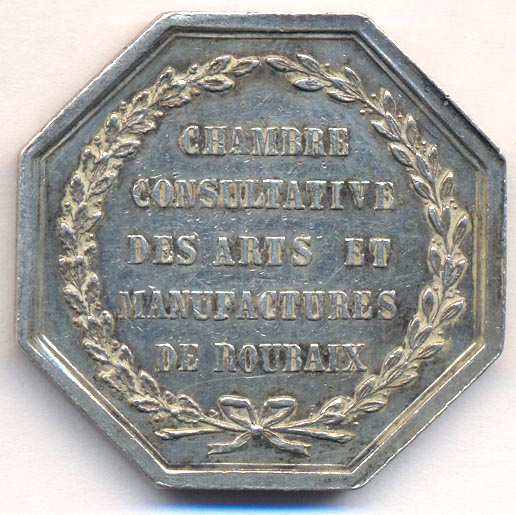 CHAMBRE
CONSULTATIVE
DES ARTS ET
MANUFACTURES
DE ROUBAIX